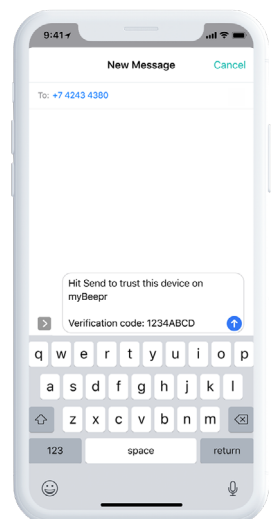 9:41
New Message
Cancel
To: +7 4243 4380
Hit Send to trust this device on
myBeepr
Verification code: 1234ABCD
q w e r t y u i o p
a s d f g h j k l
z x c v b n m
123 space return